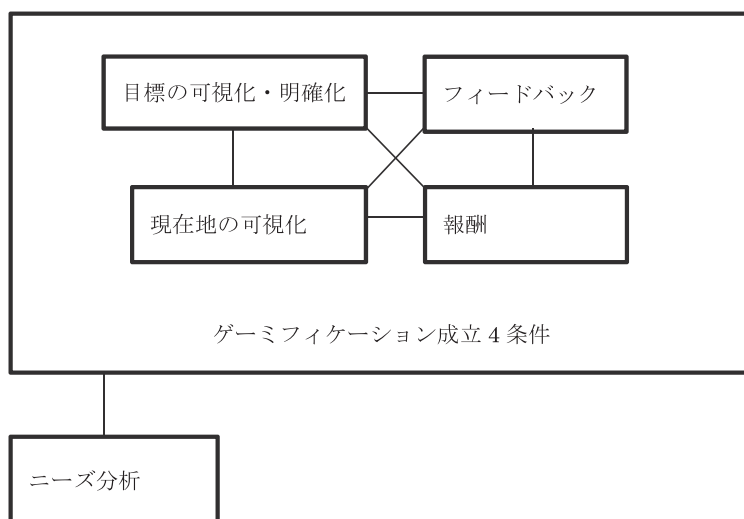 目標の可視化・明確化
フィードバック
現在地の可視化
報酬
ゲーミフィケーション成立 4 条件
ニーズ分析